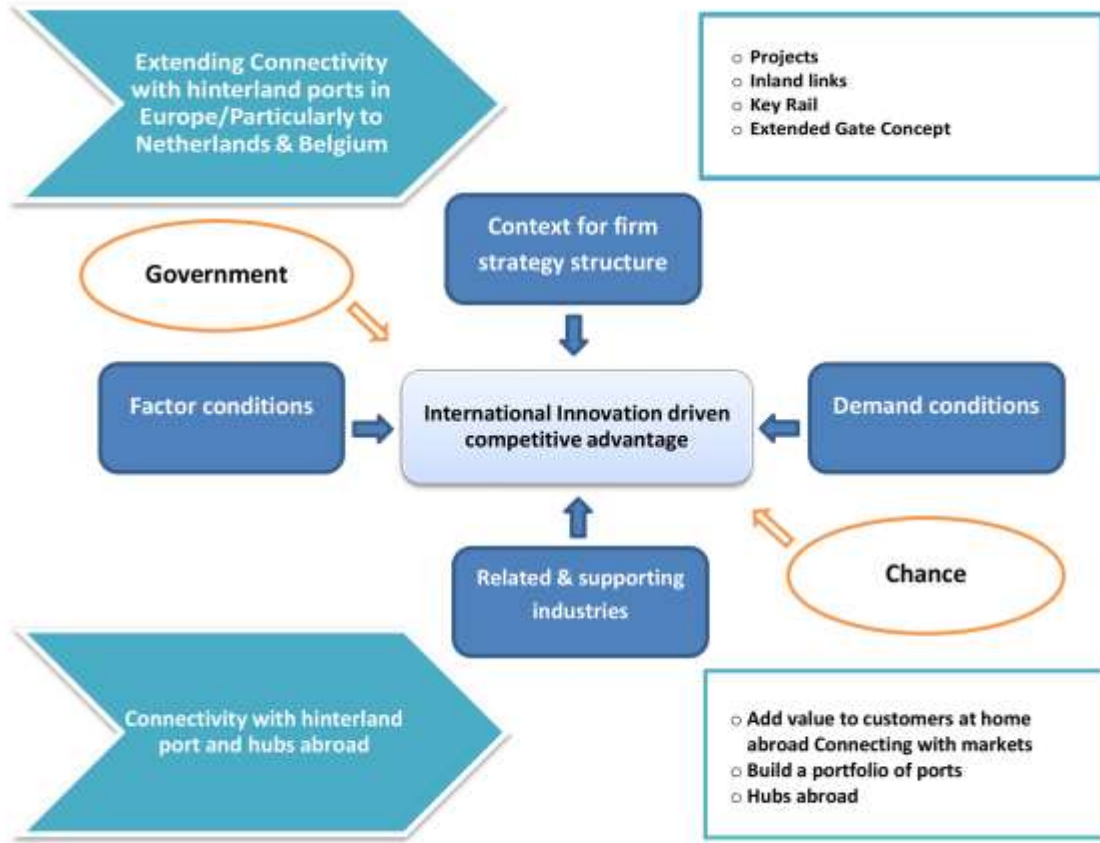 Extending Connectivity
with hinterland ports in
Europe/Particularly to
Netherlands & Belgium
o Projects
o Inland links
o Key Rail
o Extended Gate Concept
Context for firm
strategy structure
Government
Factor conditions
International Innovation driven
competitive advantage
Demand conditions
Related & supporting
industries
Chance
Connectivity with hinterland
port and hubs abroad
o Add value to customers at home
abroad Connecting with markets
o Build a portfolio of ports
o Hubs abroad